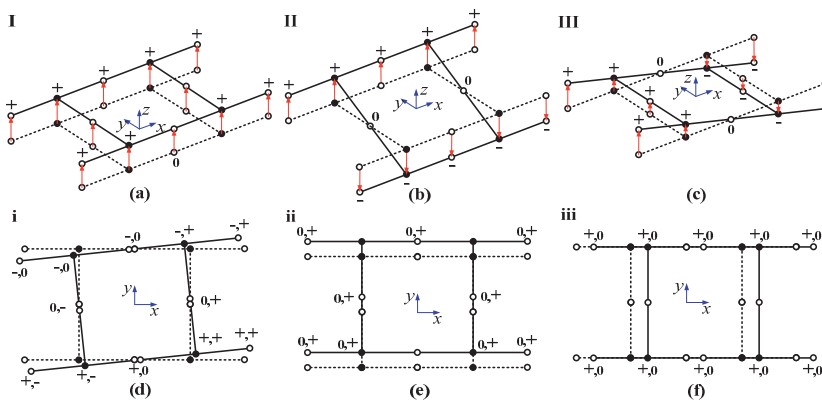 I II III
+ + + + + + + + + 0
z y x
(a)
+ + + + 0 0 - - - -
z y x
(b)
+ + + + + 0 0 - - - -
z y x
(c)
i ii iii
-,0 -,0 -,0 -,+ -,+
0,- 0,+
y x
+,- +,- +,0 +,+ +,+
(d)
0,+ 0,+ 0,+
0,+ 0,+
y x
0,+ 0,+ 0,+ 0,+ 0,+
(e)
+,0 +,0 +,0 +,0 +,0
y x
+,0 +,0 +,0 +,0 +,0
(f)